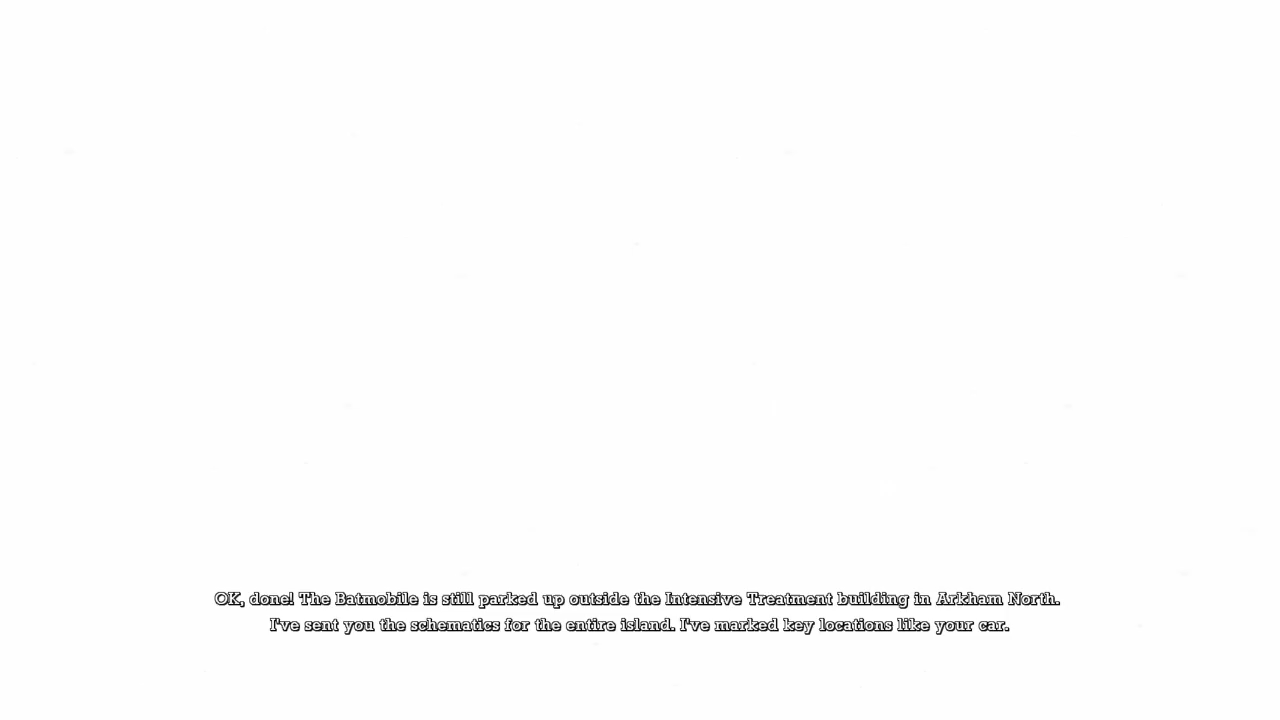 OK, done! The Batmobile is still parked up outside the Intensive Treatment building in Arkham North.
I've sent you the schematics for the entire island. I've marked key locations like your car.